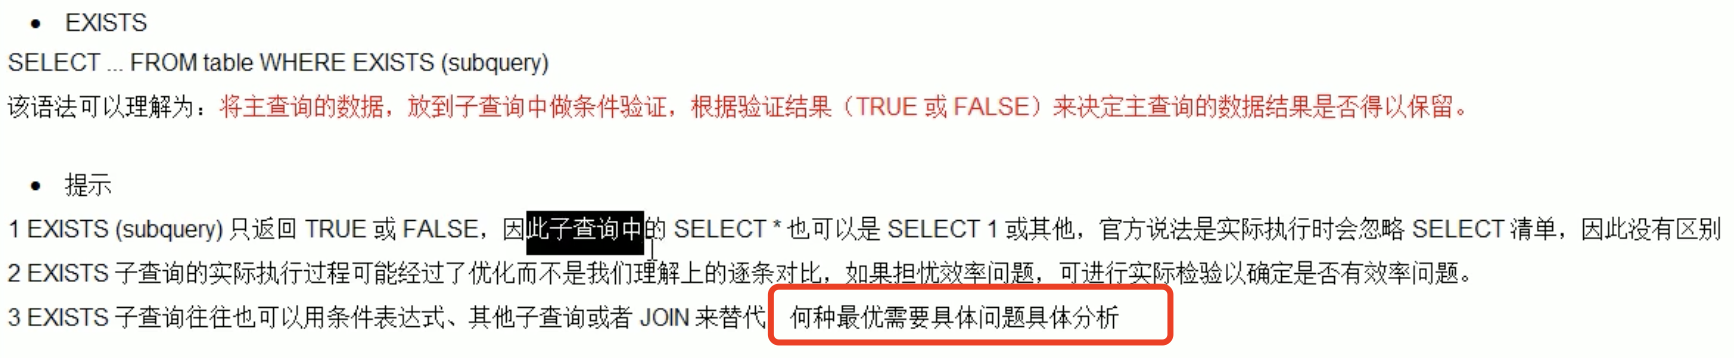 • EXISTS
SELECT ... FROM table WHERE EXISTS (subquery)
该语法可以理解为：将主查询的数据，放到子查询中做条件验证，根据验证结果（TRUE 或 FALSE）来决定主查询的数据结果是否得以保留。
• 提示
1 EXISTS (subquery) 只返回 TRUE 或 FALSE，因此子查询中的 SELECT * 也可以是 SELECT 1 或其他，官方说法是实际执行时会忽略 SELECT 清单，因此没有区别
2 EXISTS 子查询的实际执行过程可能经过了优化而不是我们理解上的逐条对比，如果担忧效率问题，可进行实际检验以确定是否有效率问题。
3 EXISTS 子查询往往也可以用条件表达式、其他子查询或者 JOIN 来替代 何种最优需要具体问题具体分析